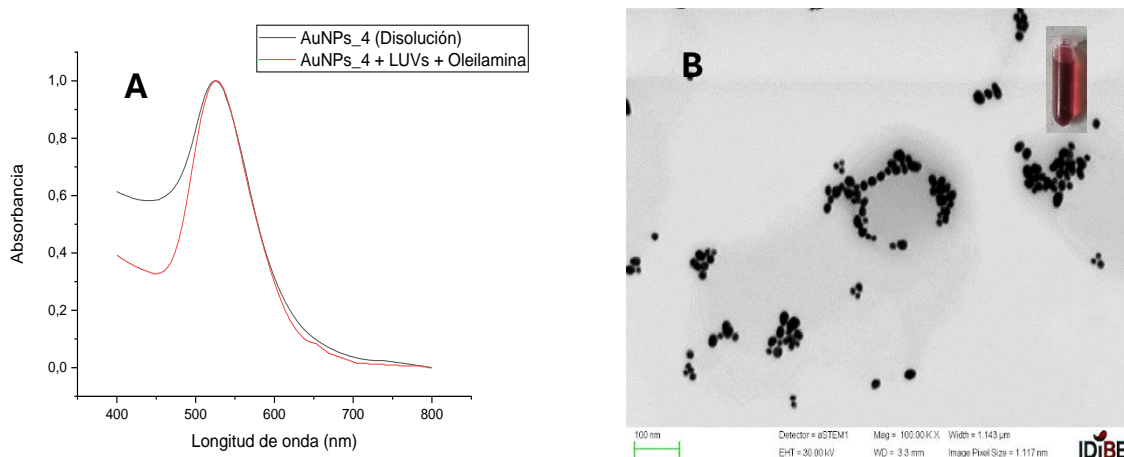 AuNPs_4 (Disolución)
AuNPs_4 + LUVs + Oleilamina
A
1,0
0,8
0,6
0,4
0,2
0,0
Absorbancia
400 500 600 700 800
Longitud de onda (nm)
B
100 nm
Detector = aSTEM1 Mag = 100.00 K X Width = 1.143 µm
EHT = 30.00 kV WD = 3.3 mm Image Pixel Size = 1.117 nm
IDiBE